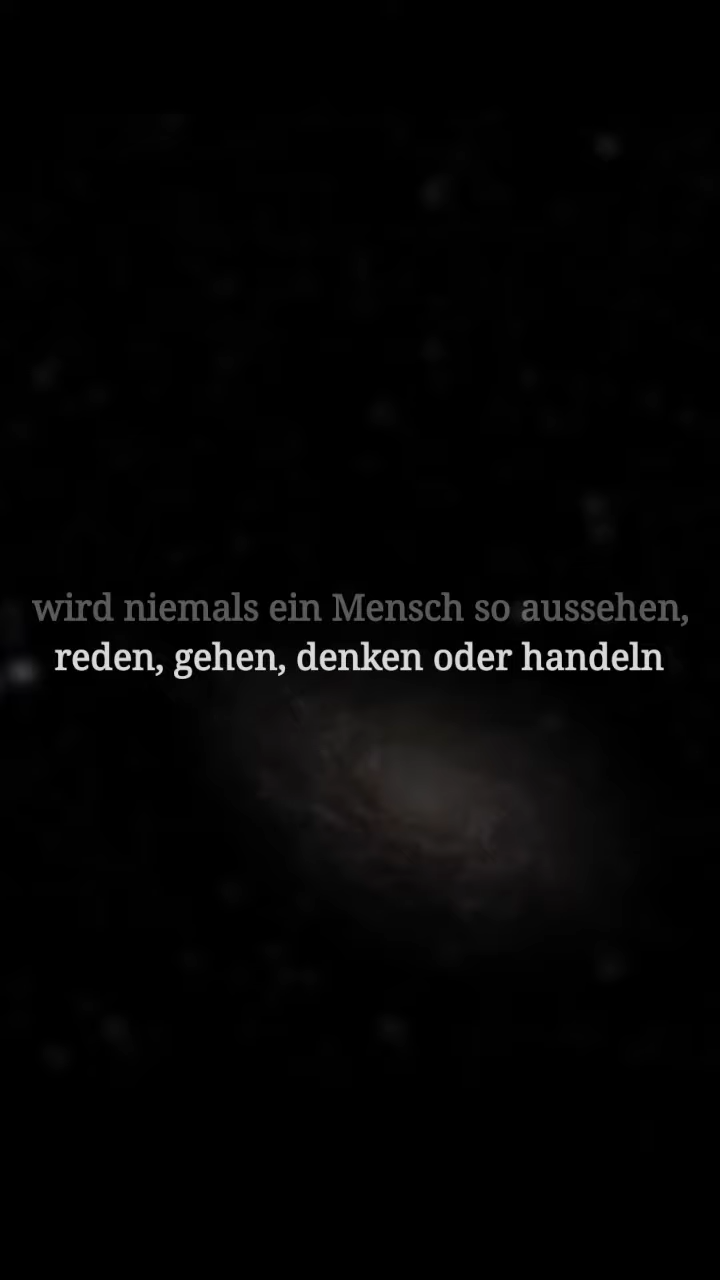 wird niemals ein Mensch so aussehen,
reden, gehen, denken oder handeln